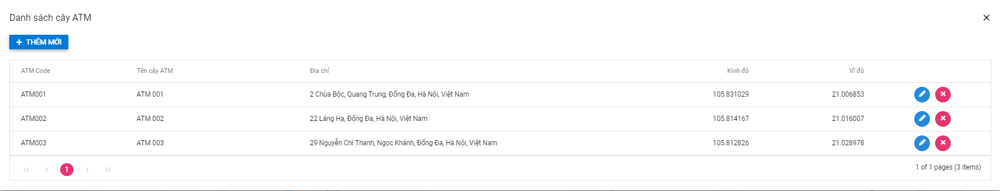 Danh sách cây ATM
THÊM MỚI
ATM Code Tên cây ATM Địa chỉ Kinh độ Vĩ độ
ATM001 ATM 001 2 Chùa Bộc, Quang Trung, Đống Đa, Hà Nội, Việt Nam 105.831029 21.006853
ATM002 ATM 002 22 Láng Hạ, Đống Đa, Hà Nội, Việt Nam 105.814167 21.016007
ATM003 ATM 003 29 Nguyễn Chí Thanh, Ngọc Khánh, Đống Đa, Hà Nội, Việt Nam 105.812826 21.028978
1 1 of 1 pages (3 items)